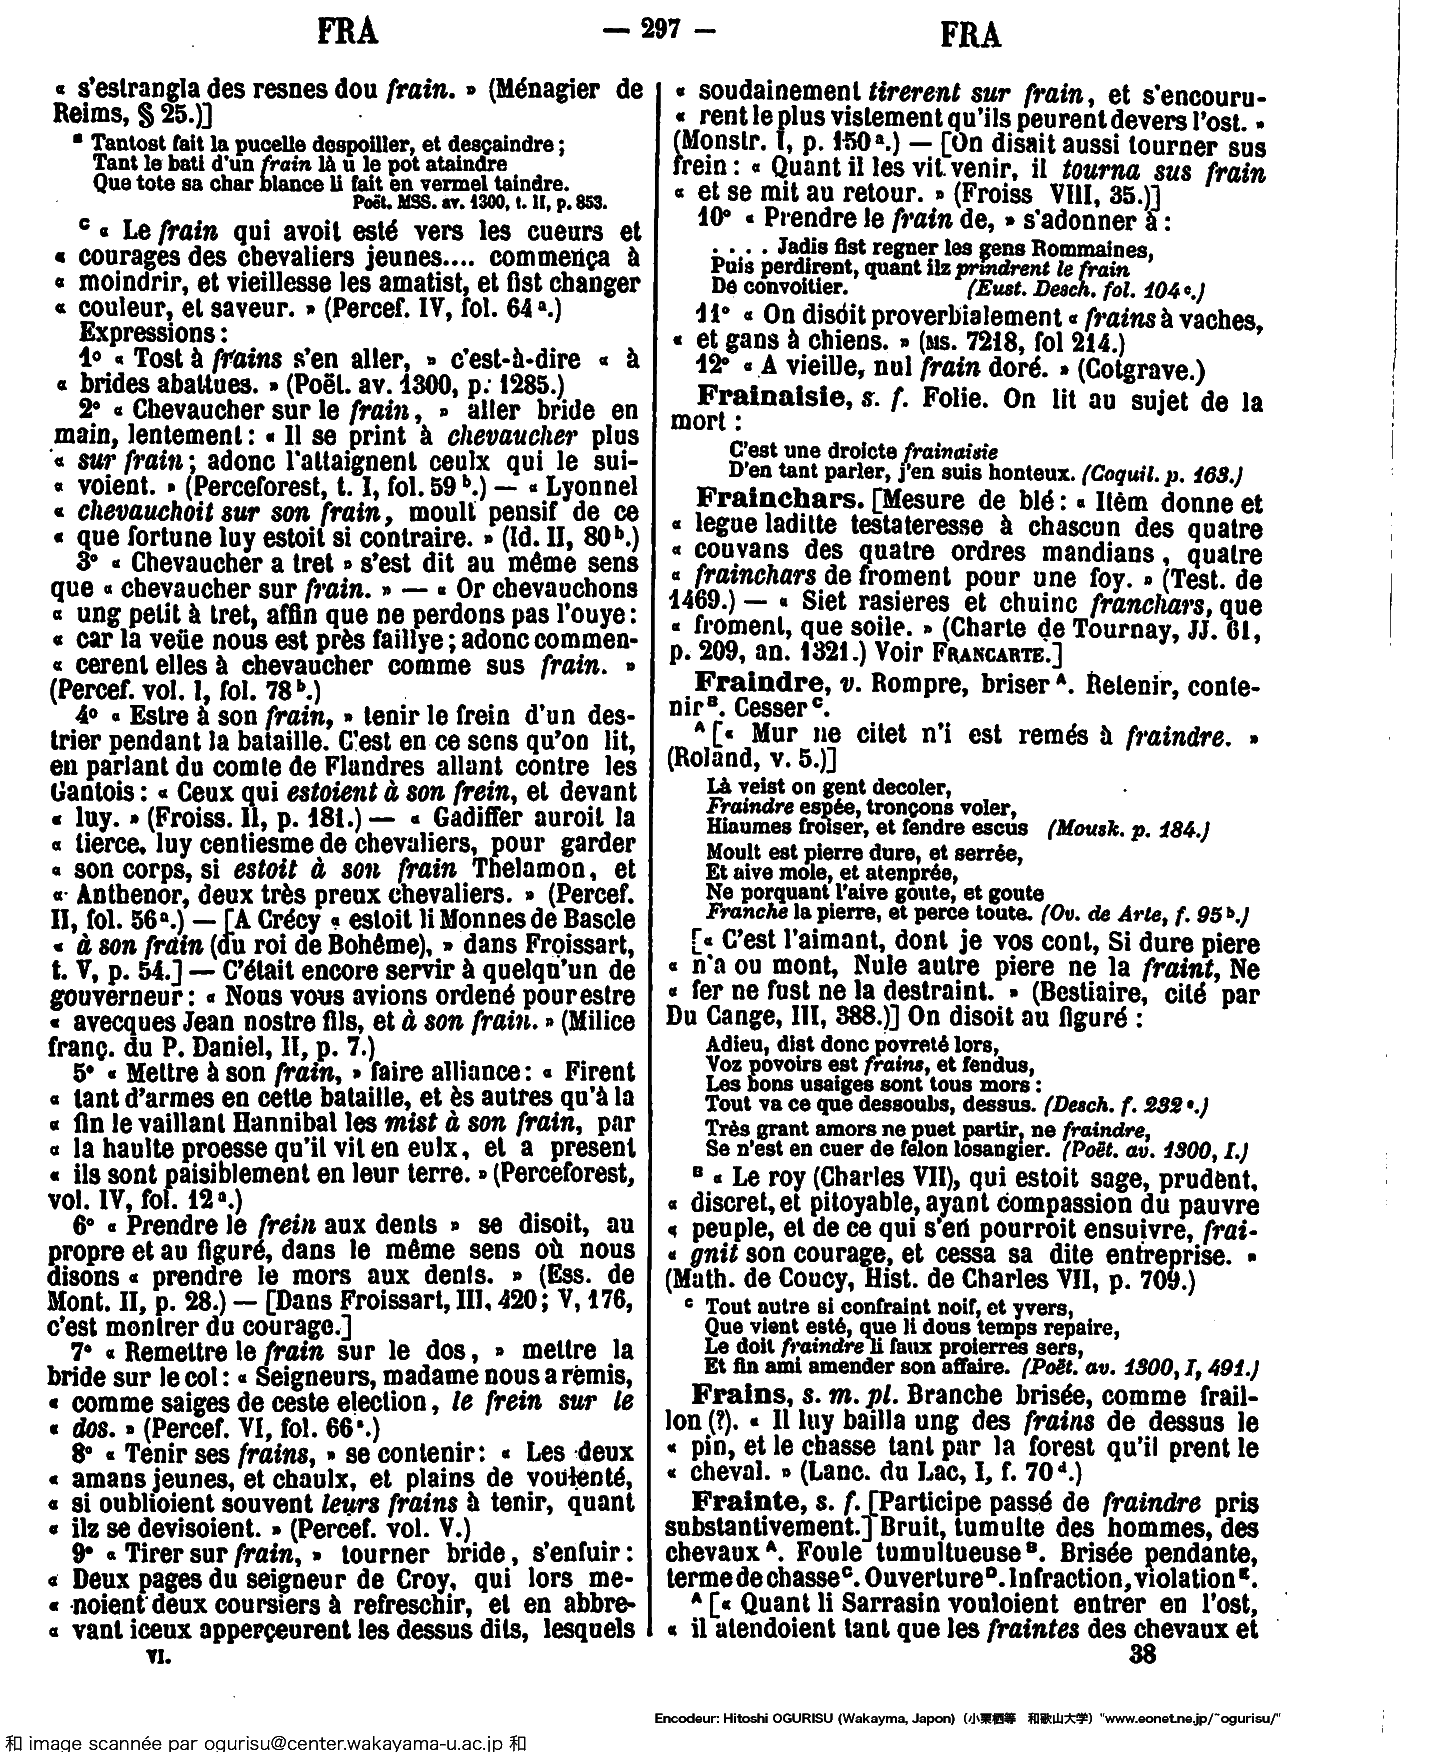 FRA — 297 — FRA
« s'estrangla des resnes dou frain. » (Ménagier de
Reims, § 25.)]
B Tantost fait la pucelle despoiller, et desçaindre ;
Tant le bati d'un frain là u le pot ataindre
Que tote sa char blance li fait en vermel taindre.
Poët. MSS. av. 1300, t. II, p. 853.
C « Le frain qui avoit esté vers les cueurs et
« courages des chevaliers jeunes.... commença à
« moindrir, et vieillesse les amatist, et fist changer
« couleur, et saveur. » (Percef. IV, fol. 64 a.)
Expressions :
1° « Tost à frains s'en aller, » c'est-à-dire « à
« brides abattues. » (Poët. av. 1300, p. 1285.)
2° « Chevaucher sur le frain, » aller bride en
main, lentement : « Il se print à chevaucher plus
« sur frain ; adonc l'attaignent ceulx qui le sui-
« voient. » (Perceforest, t. I, fol. 59 b.) — « Lyonnel
« chevauchoit sur son frain, moult pensif de ce
« que fortune luy estoit si contraire. » (Id. II, 80 b.)
3° « Chevaucher a tret » s'est dit au même sens
que « chevaucher sur frain. » — « Or chevauchons
« ung petit à tret, affin que ne perdons pas l'ouye :
« car la veüe nous est près faillye ; adonc commen-
« cerent elles à chevaucher comme sus frain. »
(Percef. vol. I, fol. 78 b.)
4° « Estre à son frain, » tenir le frein d'un des-
trier pendant la bataille. C'est en ce sens qu'on lit,
en parlant du comte de Flandres allant contre les
Gantois : « Ceux qui estoient à son frein, et devant
« luy. » (Froiss. II, p. 181.) — « Gadiffer auroit la
« tierce, luy centiesme de chevaliers, pour garder
« son corps, si estoit à son frain Thelamon, et
« Anthenor, deux très preux chevaliers. » (Percef.
II, fol. 56 a.) — [A Crécy « estoit li Monnes de Bascle
« à son frain (du roi de Bohême), » dans Froissart,
t. V, p. 54.] — C'était encore servir à quelqu'un de
gouverneur : « Nous vous avions ordené pour estre
« avecques Jean nostre fils, et à son frain. » (Milice
franç. du P. Daniel, II, p. 7.)
5° « Mettre à son frain, » faire alliance : « Firent
« tant d'armes en cette bataille, et ès autres qu'à la
« fin le vaillant Hannibal les mist à son frain, par
« la haulte proesse qu'il vit en eulx, et a present
« ils sont paisiblement en leur terre. » (Perceforest,
vol. IV, fol. 12 a.)
6° « Prendre le frein aux dents » se disoit, au
propre et au figuré, dans le même sens où nous
disons « prendre le mors aux dents. » (Ess. de
Mont. II, p. 28.) — [Dans Froissart, III, 420 ; V, 176,
c'est montrer du courage.]
7° « Remettre le frain sur le dos, » mettre la
bride sur le col : « Seigneurs, madame nous a remis,
« comme saiges de ceste election, le frein sur le
« dos. » (Percef. VI, fol. 66 a.)
8° « Tenir ses frains, » se contenir : « Les deux
« amans jeunes, et chaulx, et plains de voulenté,
« si oublioient souvent leurs frains à tenir, quant
« ilz se devisoient. » (Percef. vol. V.)
9° « Tirer sur frain, » tourner bride, s'enfuir :
« Deux pages du seigneur de Croy, qui lors me-
« noient deux coursiers à refreschir, et en abbre-
« vant iceux apperçeurent les dessus dits, lesquels
VI.
« soudainement tirerent sur frain, et s'encouru-
« rent le plus vistement qu'ils peurent devers l'ost. »
(Monstr. I, p. 150 a.) — [On disait aussi tourner sus
frein : « Quant il les vit venir, il tourna sus frain
« et se mit au retour. » (Froiss VIII, 35.)]
10° « Prendre le frain de, » s'adonner à :
. . . . Jadis fist regner les gens Rommaines,
Puis perdirent, quant ilz prindrent le frain
De convoitier. (Eust. Desch. fol. 104 c.)
11° « On disoit proverbialement « frains à vaches,
« et gans à chiens. » (MS. 7218, fol 214.)
12° « A vieille, nul frain doré. » (Cotgrave.)
Frainaisie, s. f. Folie. On lit au sujet de la
mort :
C'est une droicte frainaisie
D'en tant parler, j'en suis honteux. (Coquil. p. 163.)
Frainchars. [Mesure de blé : « Itêm donne et
« legue laditte testateresse à chascun des quatre
« couvans des quatre ordres mandians, quatre
« frainchars de froment pour une foy. » (Test. de
1469.) — « Siet rasieres et chuinc franchars, que
« froment, que soile. » (Charte de Tournay, JJ. 61,
p. 209, an. 1321.) Voir FRANCARTE.]
Fraindre, v. Rompre, briser A. Retenir, conte-
nir B. Cesser C.
A [« Mur ne citet n'i est remés à fraindre. »
(Roland, v. 5.)]
Là veist on gent decoler,
Fraindre espée, tronçons voler,
Hiaumes froiser, et fendre escus (Mousk. p. 184.)
Moult est pierre dure, et serrée,
Et aive mole, et atenprée,
Ne porquant l'aive goute, et goute
Franche la pierre, et perce toute. (Ov. de Arte, f. 95 b.)
[« C'est l'aimant, dont je vos cont, Si dure piere
« n'a ou mont, Nule autre piere ne la fraint, Ne
« fer ne fust ne la destraint. » (Bestiaire, cité par
Du Cange, III, 388.)] On disoit au figuré :
Adieu, dist donc povreté lors,
Voz povoirs est frains, et fendus,
Les bons usaiges sont tous mors :
Tout va ce que dessoubs, dessus. (Desch. f. 232 a.)
Très grant amors ne puet partir, ne fraindre,
Se n'est en cuer de felon losangier. (Poët. av. 1300, I.)
B « Le roy (Charles VII), qui estoit sage, prudent,
« discret, et pitoyable, ayant compassion du pauvre
« peuple, et de ce qui s'en pourroit ensuivre, frai-
« gnit son courage, et cessa sa dite entreprise. »
(Math. de Coucy, Hist. de Charles VII, p. 709.)
C Tout autre si confraint noif, et yvers,
Que vient esté, que li dous temps repaire,
Le doit fraindre li faux proierres sers,
Et fin ami amender son affaire. (Poët. av. 1300, I, 491.)
Frains, s. m. pl. Branche brisée, comme frail-
lon (?). « Il luy bailla ung des frains de dessus le
« pin, et le chasse tant par la forest qu'il prent le
« cheval. » (Lanc. du Lac, I, f. 70 d.)
Frainte, s. f. [Participe passé de fraindre pris
substantivement.] Bruit, tumulte des hommes, des
chevaux A. Foule tumultueuse B. Brisée pendante,
terme de chasse C. Ouverture D. Infraction, violation E.
A [« Quant li Sarrasin vouloient entrer en l'ost,
« il atendoient tant que les fraintes des chevaux et
38
Encodeur: Hitoshi OGURISU (Wakayma, Japon) (小栗栖等 和歌山大学) "www.eonet.ne.jp/~ogurisu/"
和 image scannée par ogurisu@center.wakayama-u.ac.jp 和